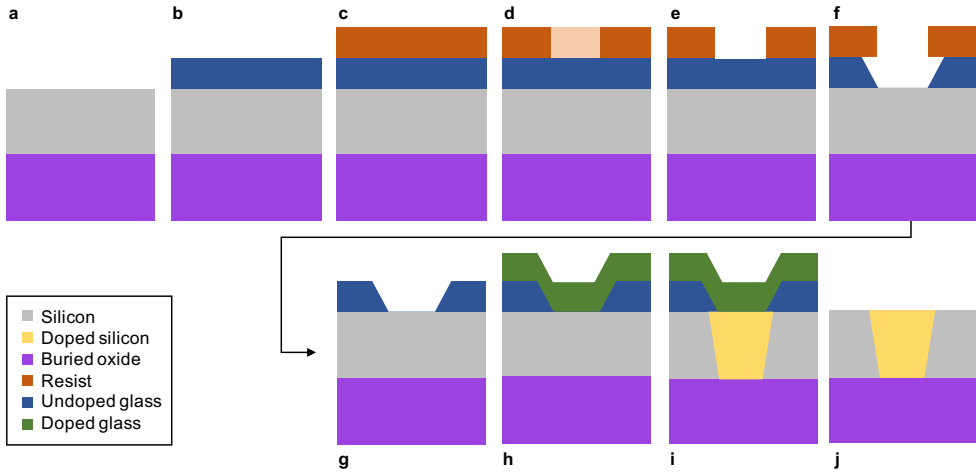 a
b
c
d
e
f
Silicon
Doped silicon
Buried oxide
Resist
Undoped glass
Doped glass
g
h
i
j